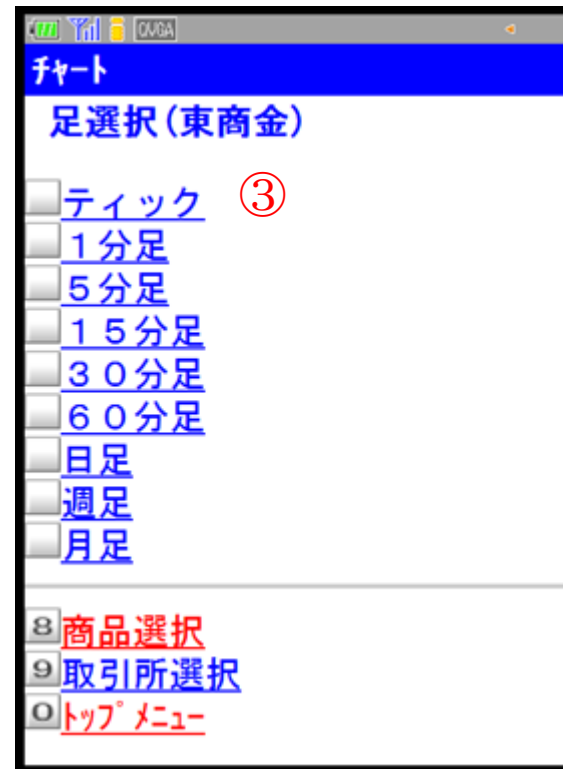 QVGA
ﾁｬｰﾄ
足選択(東商金)
ティック ③
１分足
５分足
１５分足
３０分足
６０分足
日足
週足
月足
8商品選択
9取引所選択
0ﾄｯﾌﾟﾒﾆｭｰ